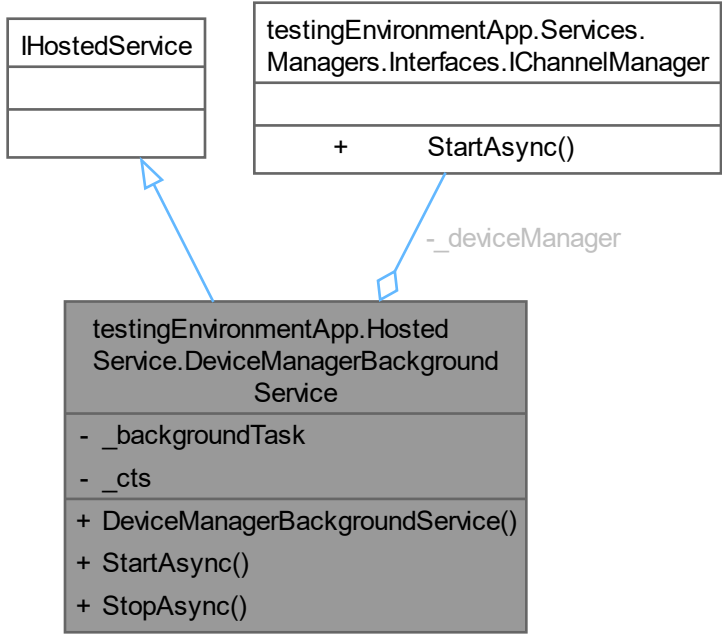 IHostedService
testingEnvironmentApp.Services.
Managers.Interfaces.IChannelManager
+ StartAsync()
-_deviceManager
testingEnvironmentApp.Hosted
Service.DeviceManagerBackground
Service
- _backgroundTask
- _cts
+ DeviceManagerBackgroundService()
+ StartAsync()
+ StopAsync()